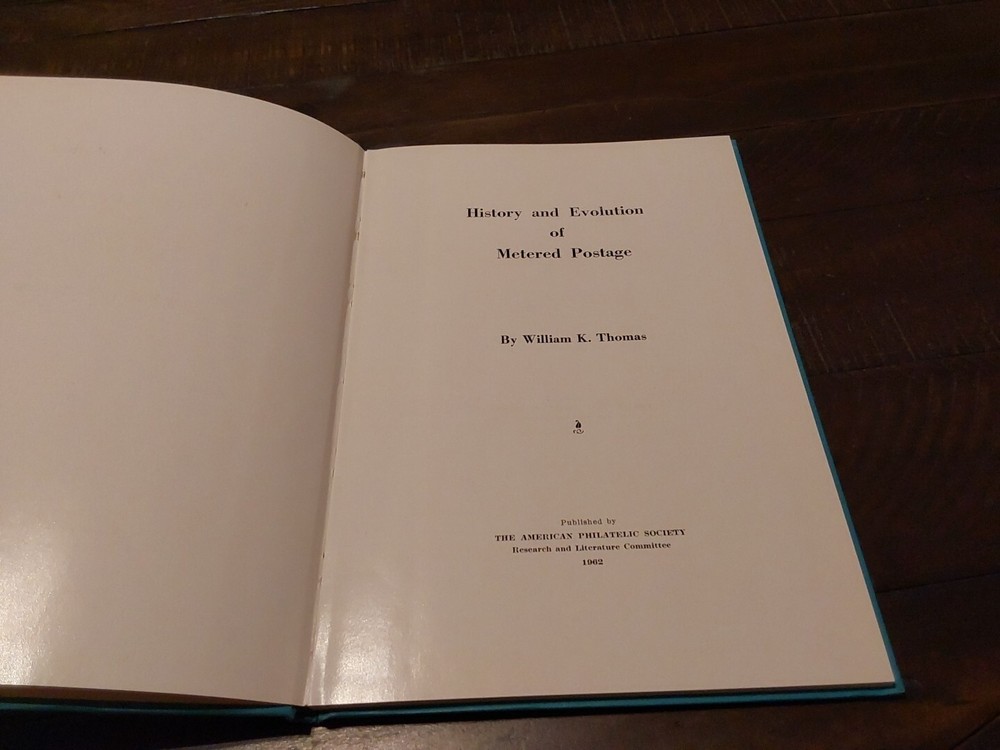 History and Evolution
of
Metered Postage
By William K. Thomas
Published by
THE AMERICAN PHILATELIC SOCIETY
Research and Literature Committee
1962